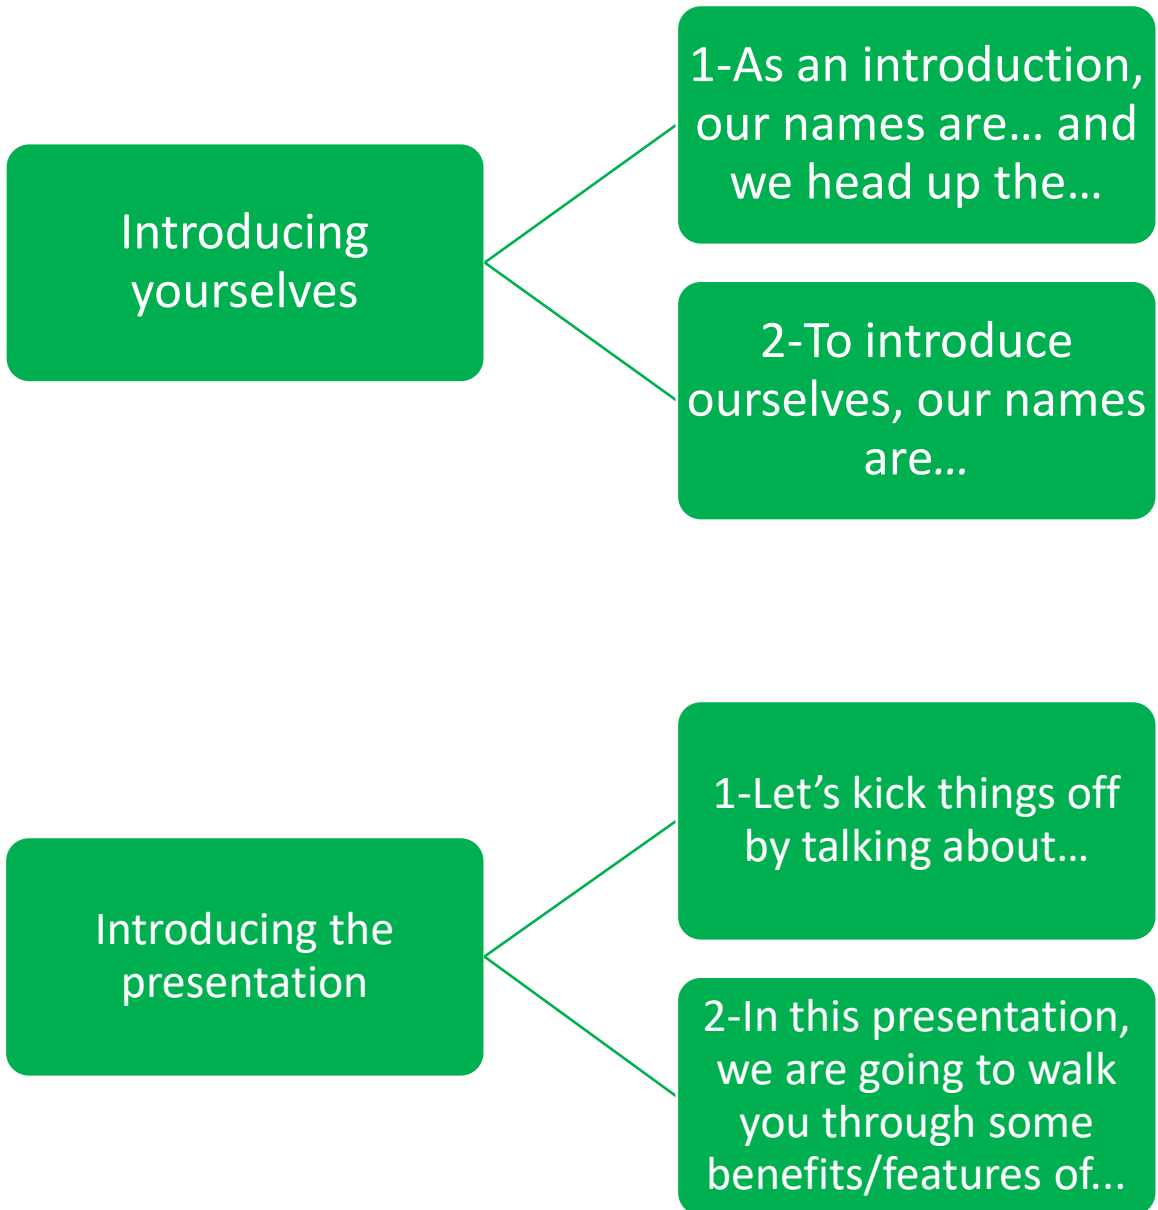 Introducing
yourselves
1-As an introduction,
our names are… and
we head up the…
2-To introduce
ourselves, our names
are…
Introducing the
presentation
1-Let’s kick things off
by talking about…
2-In this presentation,
we are going to walk
you through some
benefits/features of...